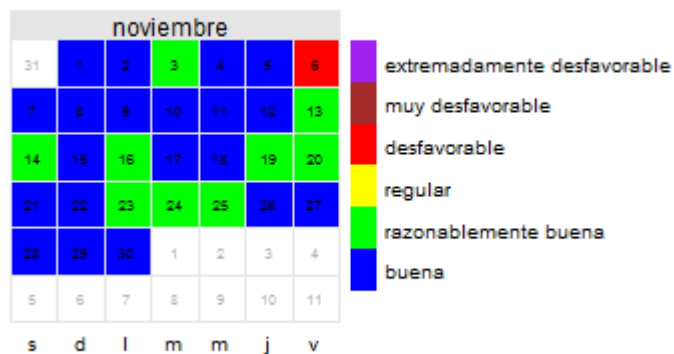 noviembre
31 1 2 3 4 5 6
7 8 9 10 11 12 13
14 15 16 17 18 19 20
21 22 23 24 25 26 27
28 29 30 1 2 3 4
5 6 7 8 9 10 11
s d l m m j v
extremadamente desfavorable
muy desfavorable
desfavorable
regular
razonablemente buena
buena